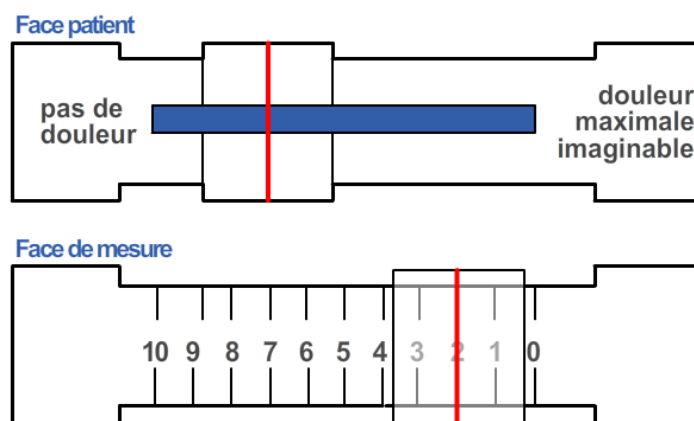 Face patient
pas de
douleur
douleur
maximale
imaginable
Face de mesure
10 9 8 7 6 5 4 3 2 1 0